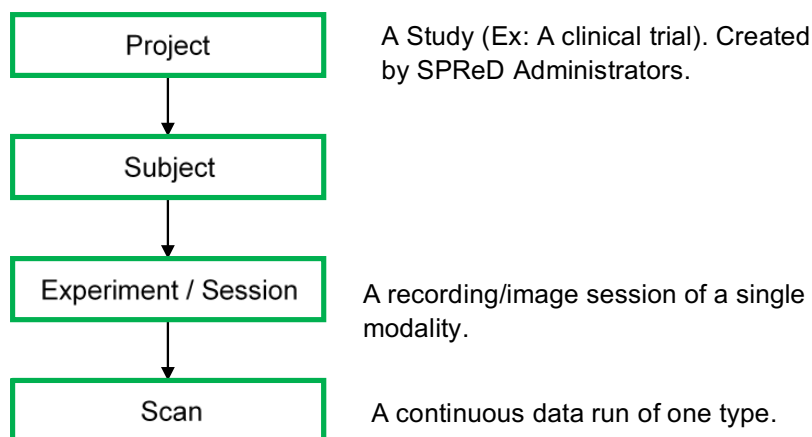 Project
A Study (Ex: A clinical trial). Created
by SPReD Administrators.
Subject
Experiment / Session
A recording/image session of a single
modality.
Scan
A continuous data run of one type.